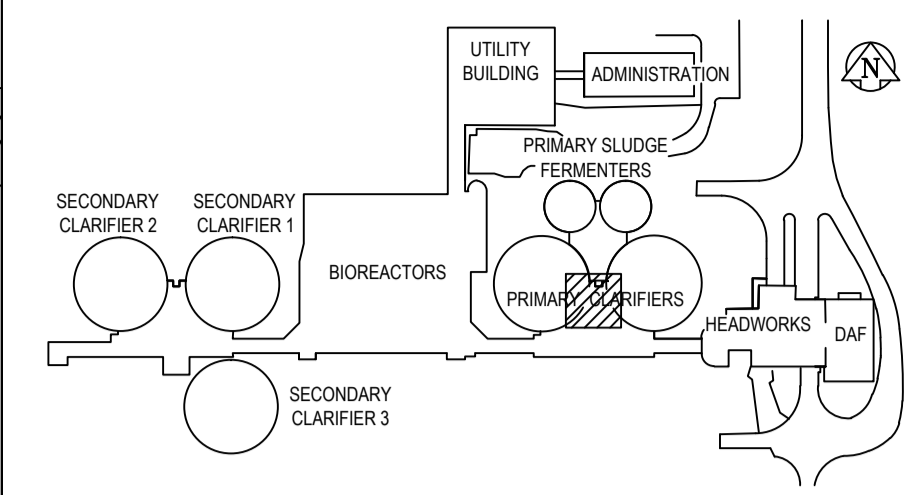 UTILITY
BUILDING
ADMINISTRATION
N
PRIMARY SLUDGE
FERMENTERS
SECONDARY
CLARIFIER 2
SECONDARY
CLARIFIER 1
BIOREACTORS
PRIMARY CLARIFIERS
HEADWORKS
DAF
SECONDARY
CLARIFIER 3